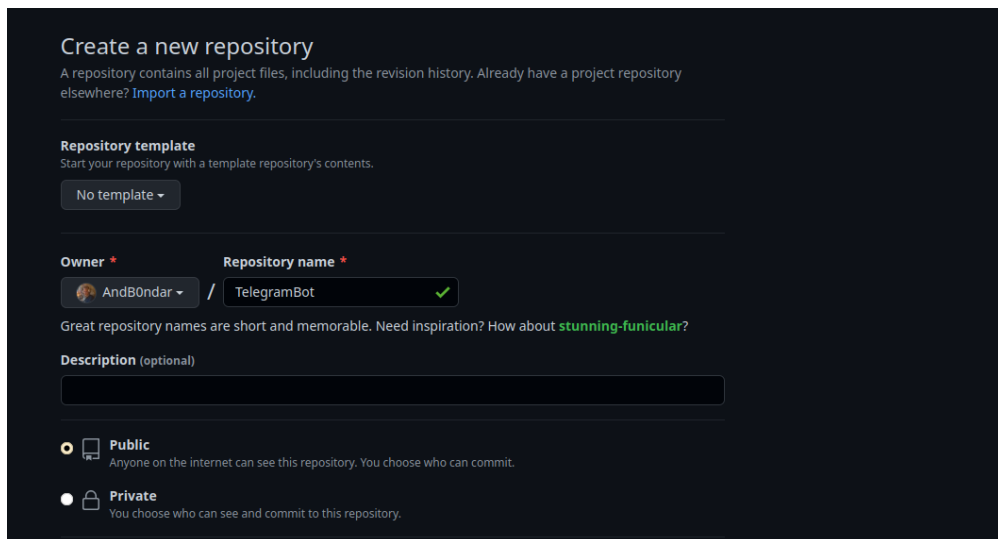 Create a new repository
A repository contains all project files, including the revision history. Already have a project repository
elsewhere? Import a repository.
Repository template
Start your repository with a template repository's contents.
No template
Owner * Repository name *
AndB0ndar / TelegramBot
Great repository names are short and memorable. Need inspiration? How about stunning-funicular?
Description (optional)
Public
Anyone on the internet can see this repository. You choose who can commit.
Private
You choose who can see and commit to this repository.